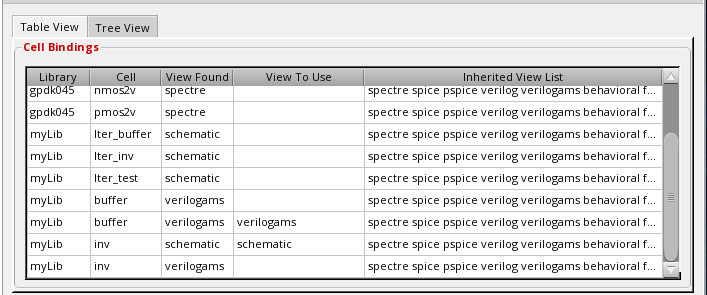 Table View Tree View
Cell Bindings
Library Cell View Found View To Use Inherited View List
gpdk045 nmos2v spectre spectre spice pspice verilog verilogams behavioral f...
gpdk045 pmos2v spectre spectre spice pspice verilog verilogams behavioral f...
myLib Iter_buffer schematic spectre spice pspice verilog verilogams behavioral f...
myLib Iter_inv schematic spectre spice pspice verilog verilogams behavioral f...
myLib Iter_test schematic spectre spice pspice verilog verilogams behavioral f...
myLib buffer verilogams spectre spice pspice verilog verilogams behavioral f...
myLib buffer verilogams verilogams spectre spice pspice verilog verilogams behavioral f...
myLib inv schematic schematic spectre spice pspice verilog verilogams behavioral f...
myLib inv verilogams spectre spice pspice verilog verilogams behavioral f...